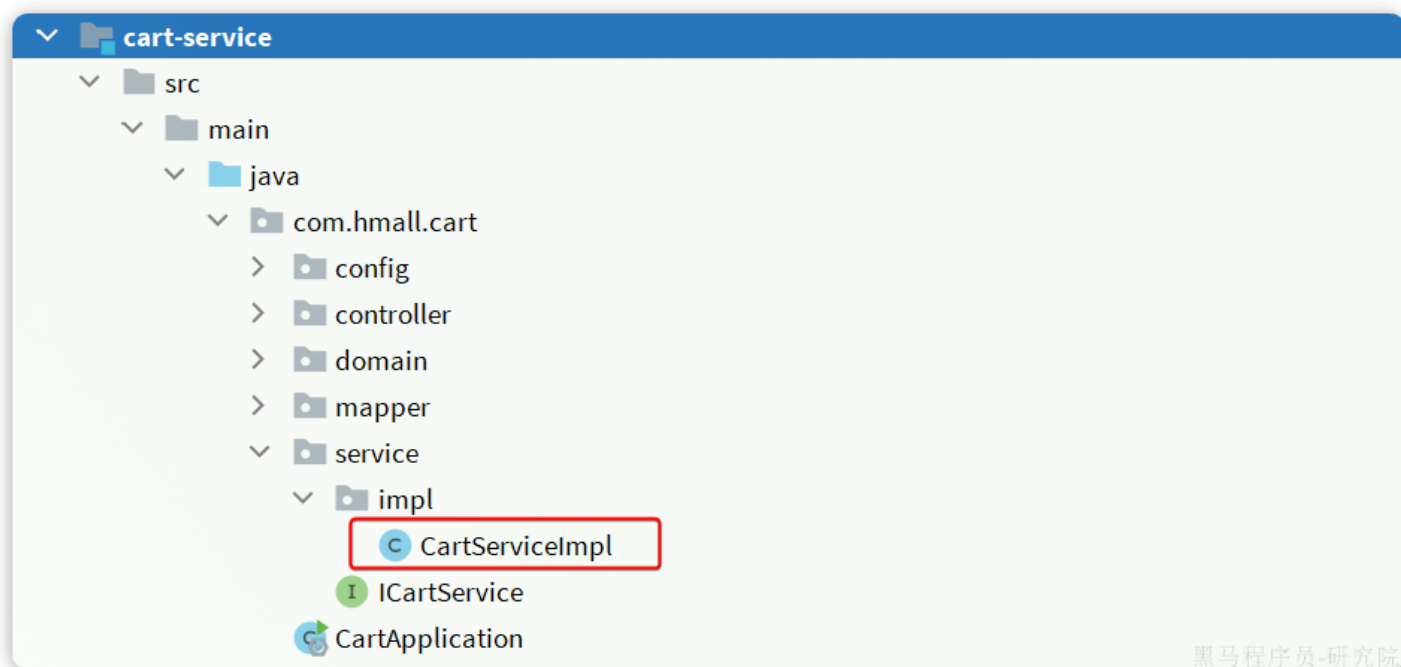 cart-service
src
main
java
com.hmall.cart
config
controller
domain
mapper
service
impl
C CartServiceImpl
I ICartService
C CartApplication
黑马程序员-研究院